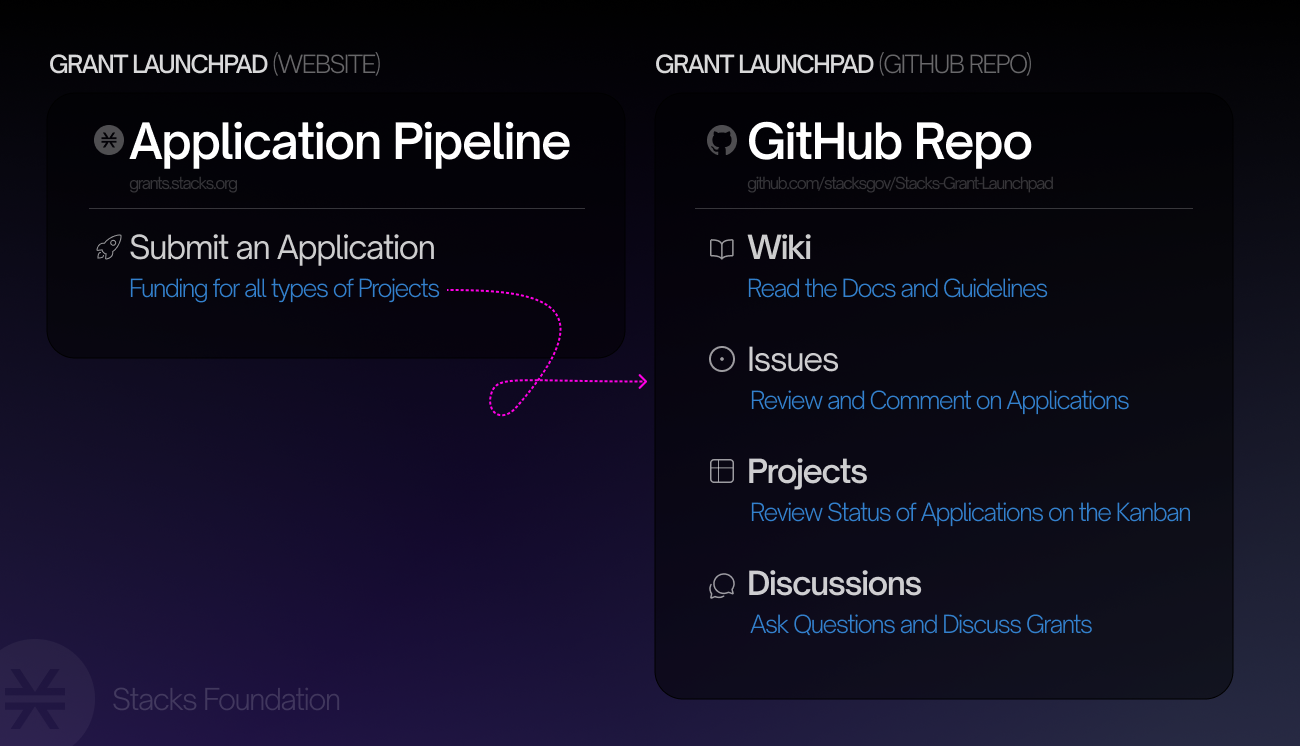 GRANT LAUNCHPAD (WEBSITE)
Application Pipeline
grants.stacks.org
Submit an Application
Funding for all types of Projects
GRANT LAUNCHPAD (GITHUB REPO)
GitHub Repo
github.com/stacksgov/Stacks-Grant-Launchpad
Wiki
Read the Docs and Guidelines
Issues
Review and Comment on Applications
Projects
Review Status of Applications on the Kanban
Discussions
Ask Questions and Discuss Grants
Stacks Foundation